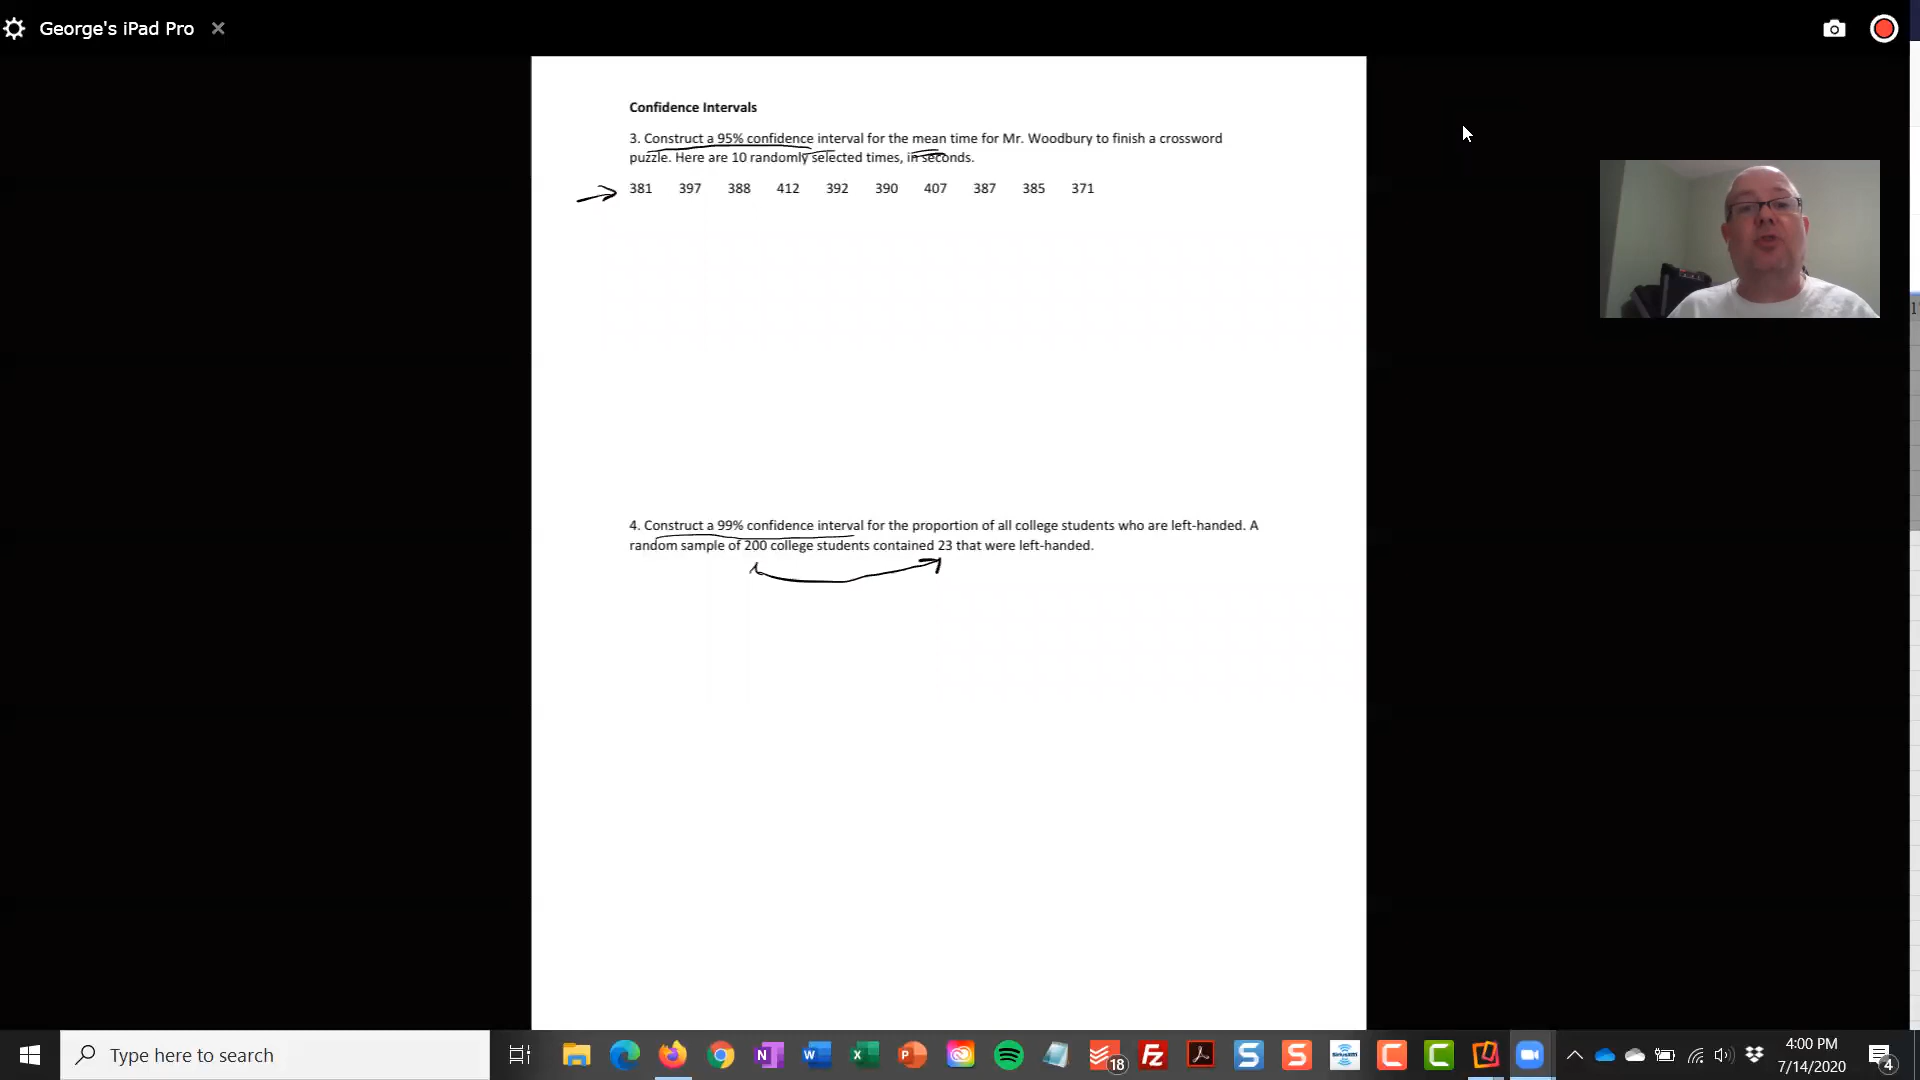 George's iPad Pro
Confidence Intervals
3. Construct a 95% confidence interval for the mean time for Mr. Woodbury to finish a crossword
puzzle. Here are 10 randomly selected times, in seconds.
381 397 388 412 392 390 407 387 385 371
4. Construct a 99% confidence interval for the proportion of all college students who are left-handed. A
random sample of 200 college students contained 23 that were left-handed.
Type here to search
18
4:00 PM
7/14/2020
4